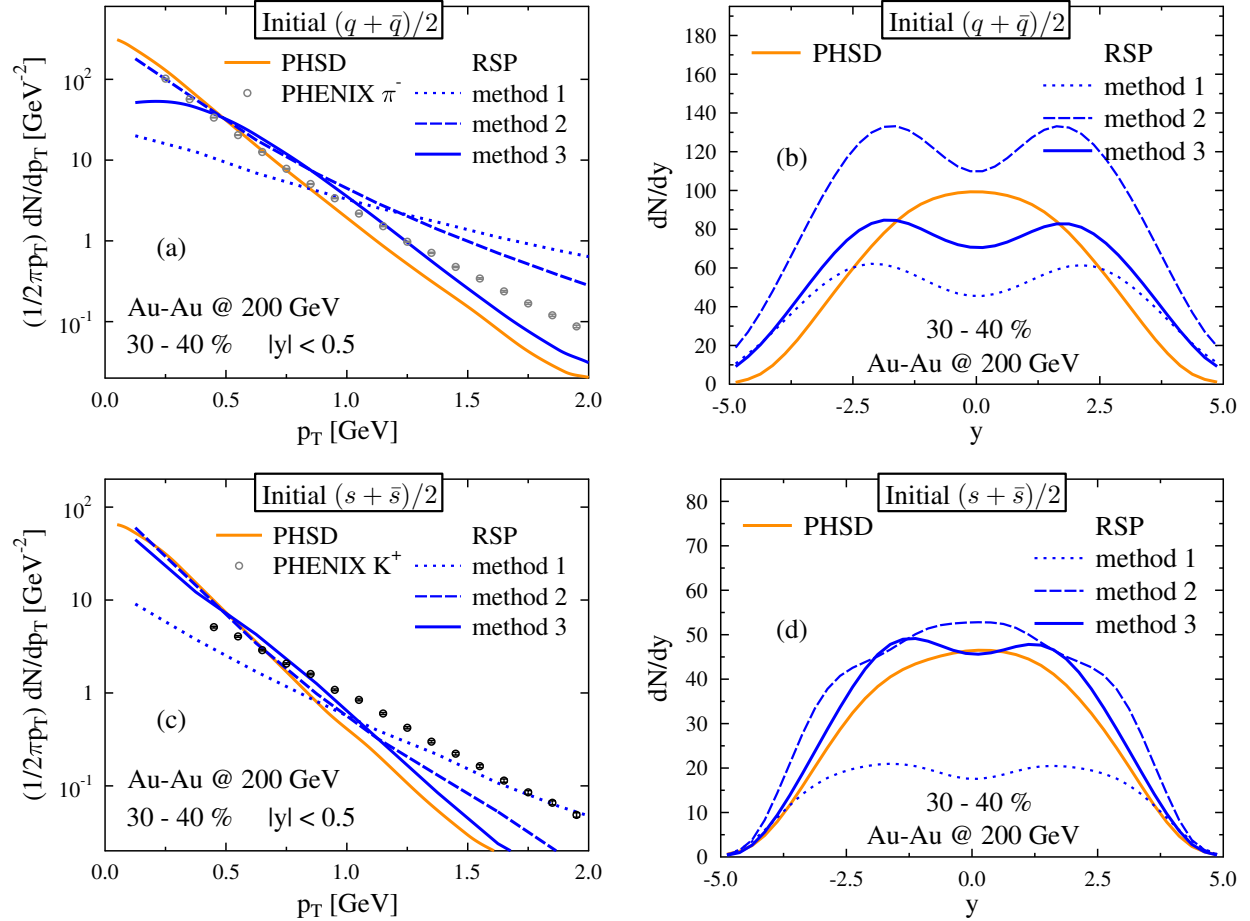 Initial (q + q̄)/2
(1/2πp_T) dN/dp_T [GeV⁻²]
10²
10
1
10⁻¹
PHSD
PHENIX π⁻
RSP
method 1
method 2
method 3
(a)
Au-Au @ 200 GeV
30 - 40 % |y| < 0.5
0.0 0.5 1.0 1.5 2.0
p_T [GeV]
Initial (q + q̄)/2
dN/dy
180
160
140
120
100
80
60
40
20
0
PHSD
RSP
method 1
method 2
method 3
(b)
30 - 40 %
Au-Au @ 200 GeV
-5.0 -2.5 0.0 2.5 5.0
y
Initial (s + s̄)/2
(1/2πp_T) dN/dp_T [GeV⁻²]
10²
10
1
10⁻¹
PHSD
PHENIX K⁺
RSP
method 1
method 2
method 3
(c)
Au-Au @ 200 GeV
30 - 40 % |y| < 0.5
0.0 0.5 1.0 1.5 2.0
p_T [GeV]
Initial (s + s̄)/2
dN/dy
80
70
60
50
40
30
20
10
0
PHSD
RSP
method 1
method 2
method 3
(d)
30 - 40 %
Au-Au @ 200 GeV
-5.0 -2.5 0.0 2.5 5.0
y